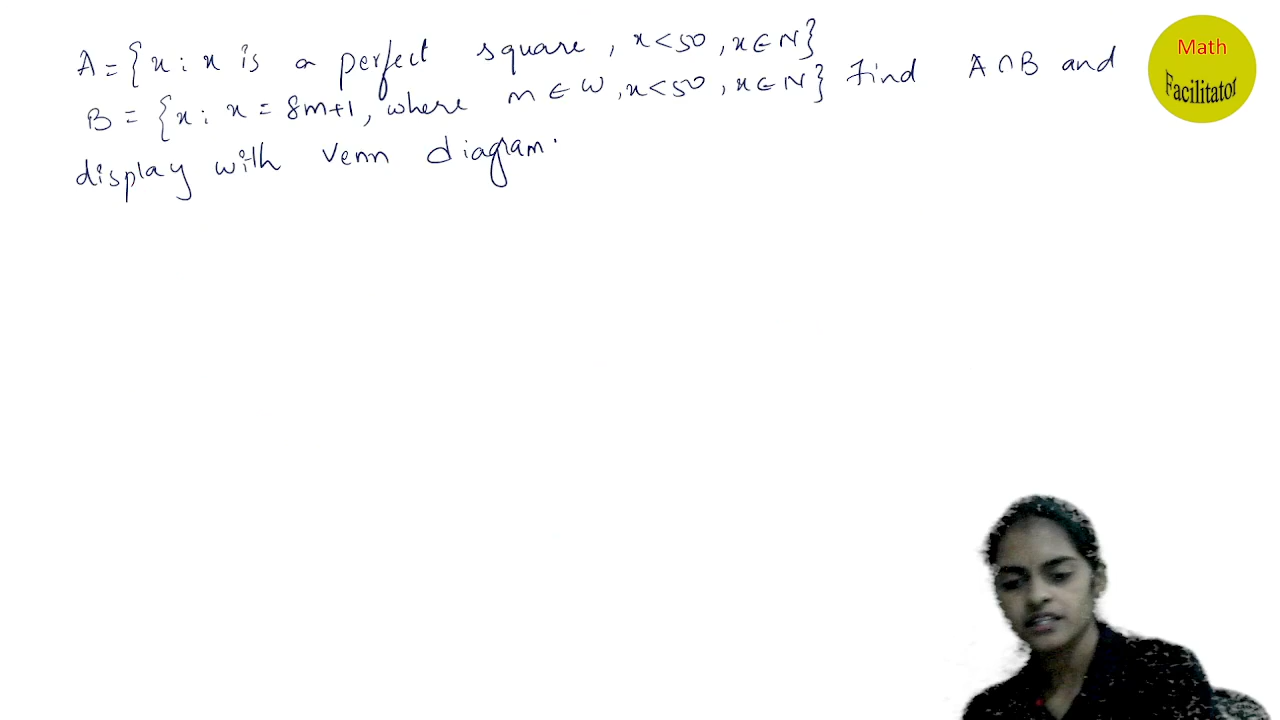 A = {x : x is a perfect square, x < 50, x ∈ N}
B = {x : x = 8m+1, where m ∈ W, x < 50, x ∈ N} Find A ∩ B and
display with Venn diagram.
Math
Facilitator